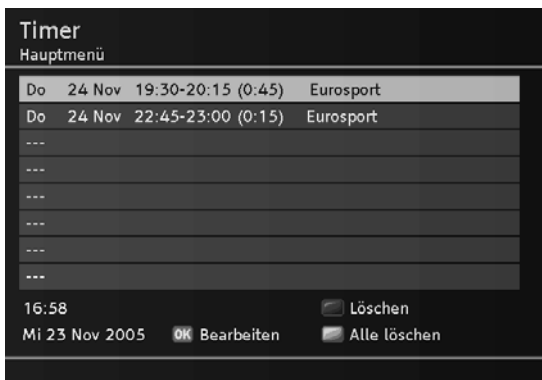 Timer
Hauptmenü
Do 24 Nov 19:30-20:15 (0:45) Eurosport
Do 24 Nov 22:45-23:00 (0:15) Eurosport
---
---
---
---
---
---
16:58 Löschen
Mi 23 Nov 2005 OK Bearbeiten Alle löschen